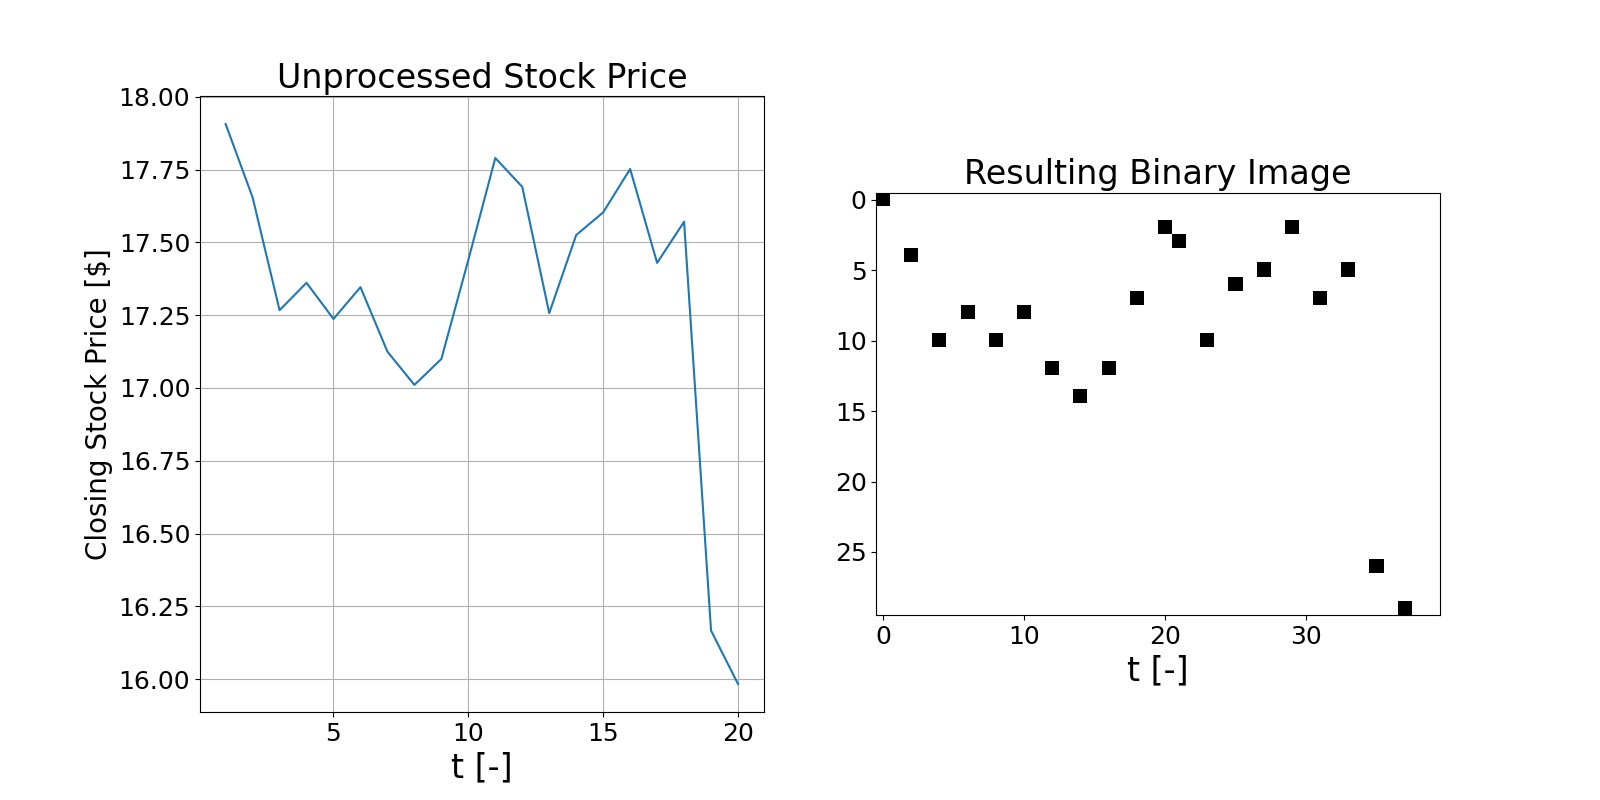 Unprocessed Stock Price
Closing Stock Price [$]
18.00
17.75
17.50
17.25
17.00
16.75
16.50
16.25
16.00
5 10 15 20
t [-]
Resulting Binary Image
0
5
10
15
20
25
0 10 20 30
t [-]